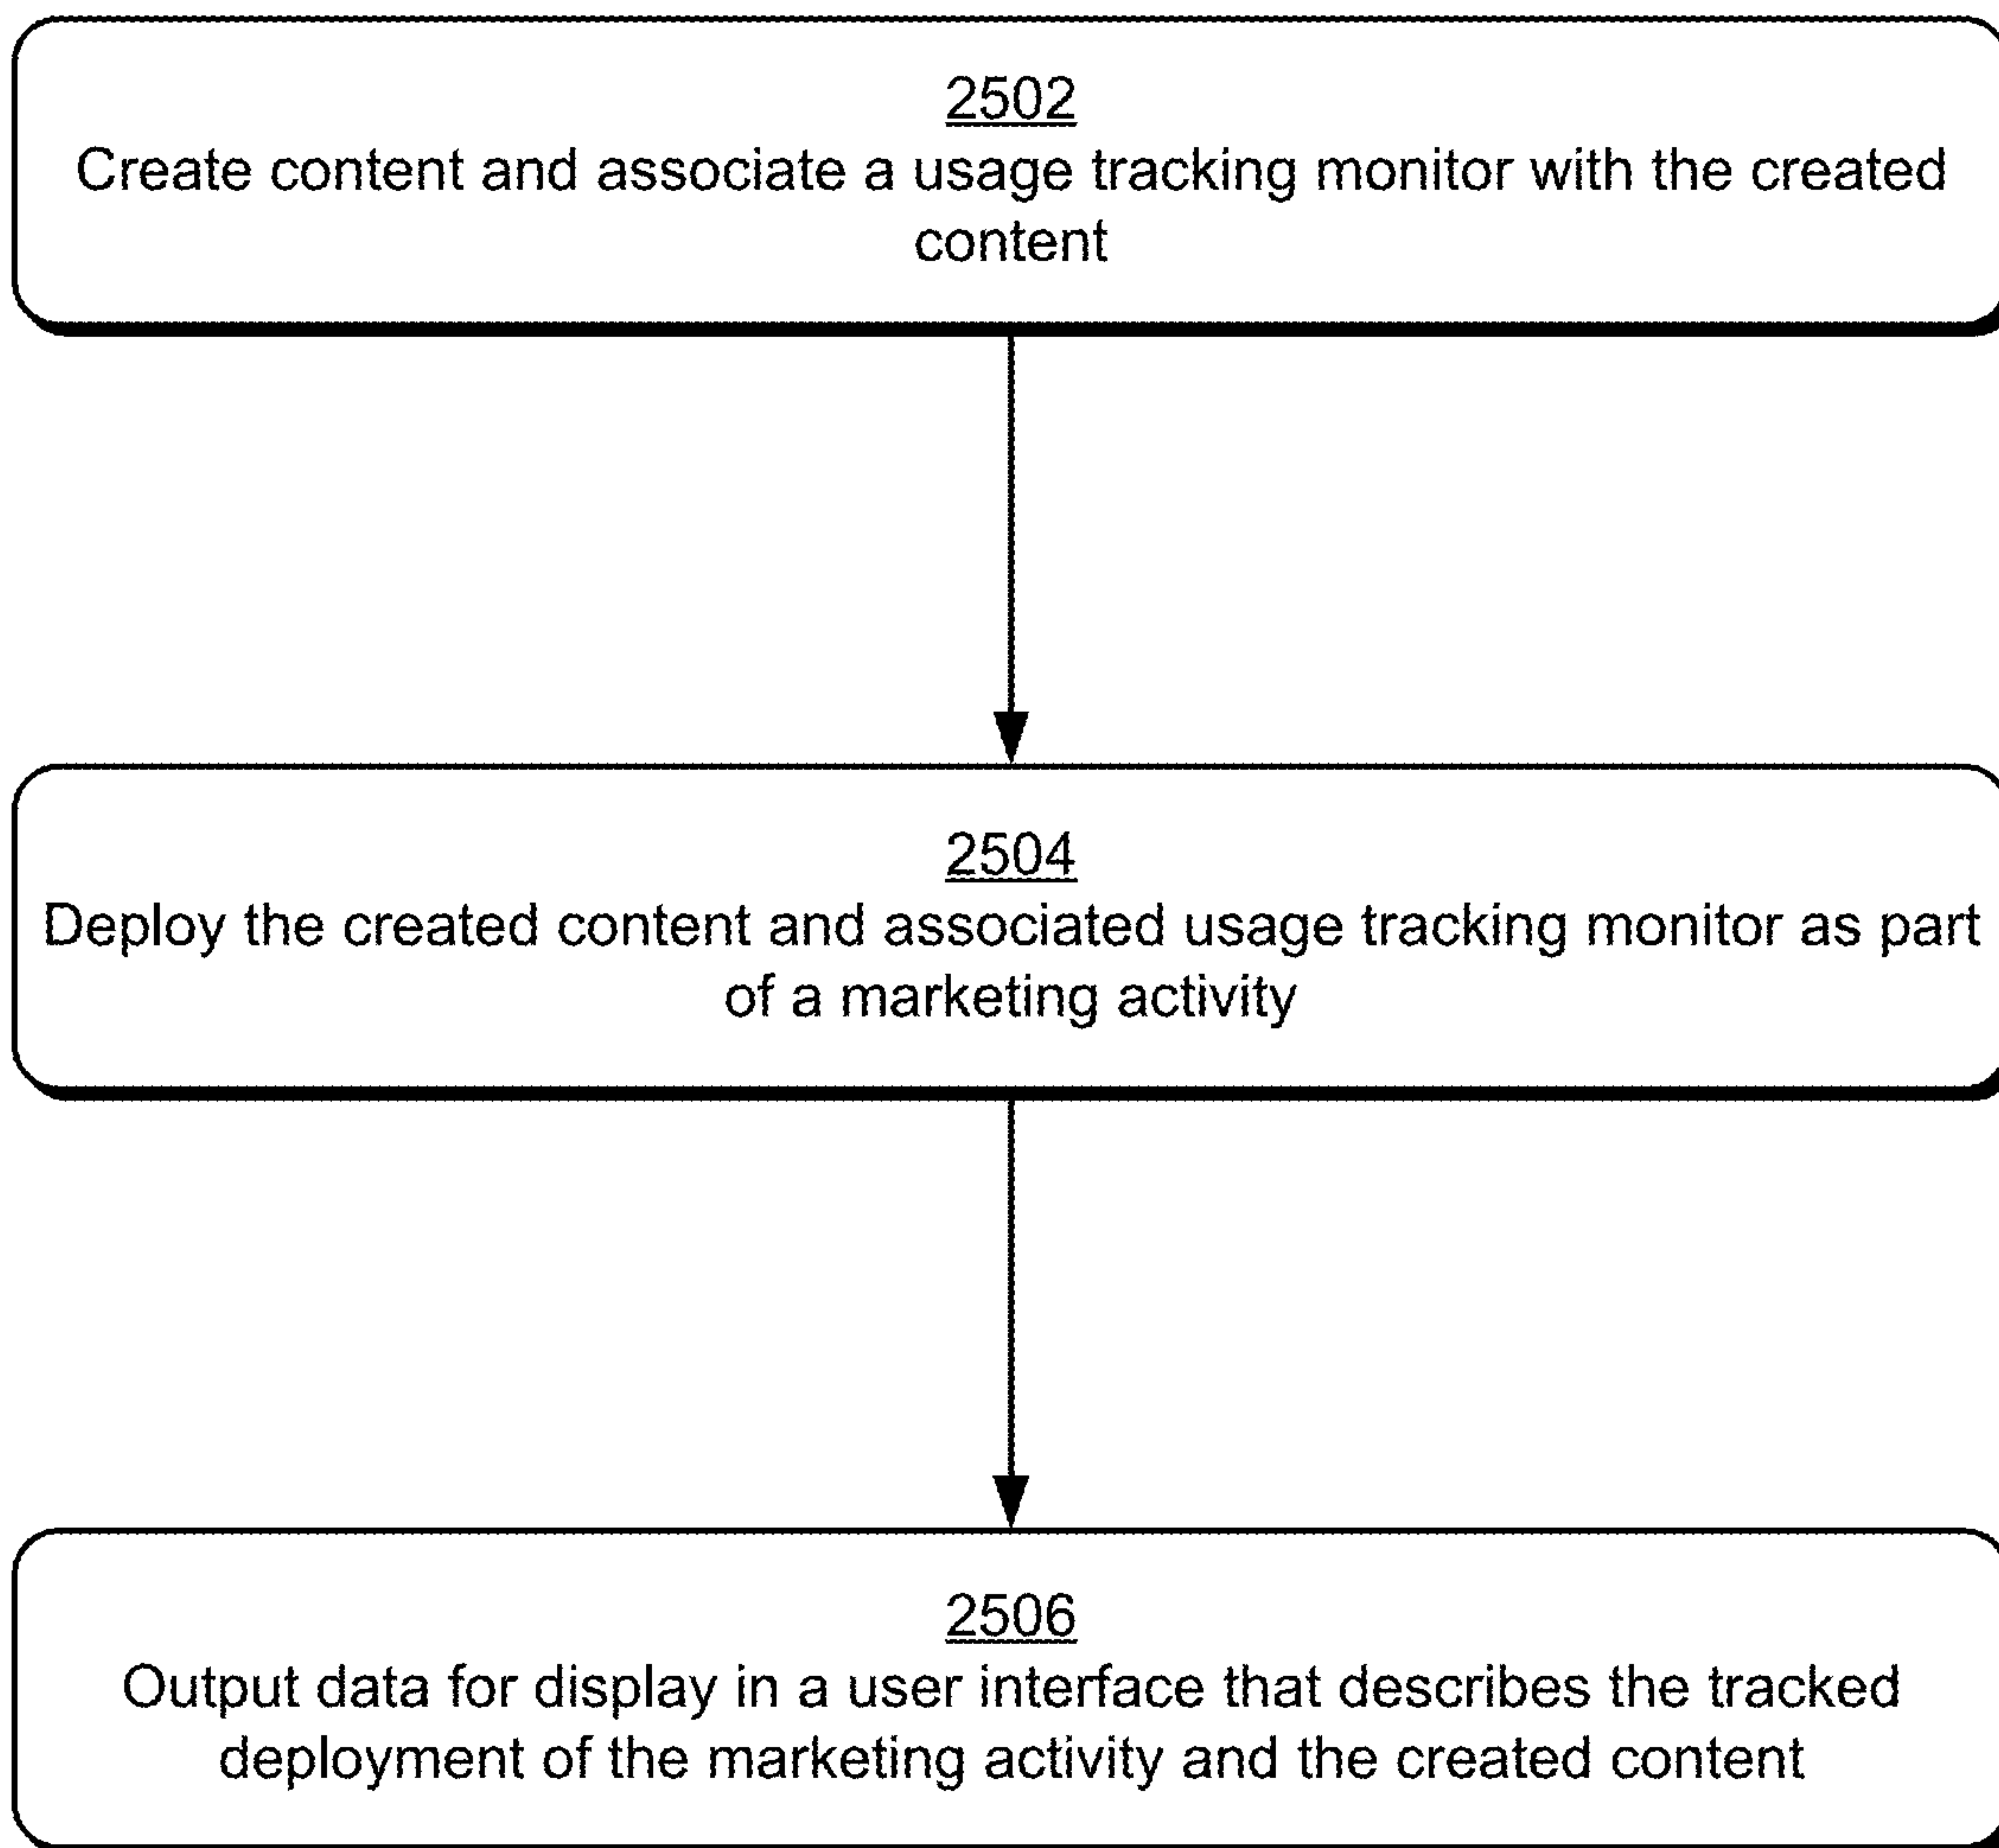 2502
Create content and associate a usage tracking monitor with the created
content
2504
Deploy the created content and associated usage tracking monitor as part
of a marketing activity
2506
Output data for display in a user interface that describes the tracked
deployment of the marketing activity and the created content